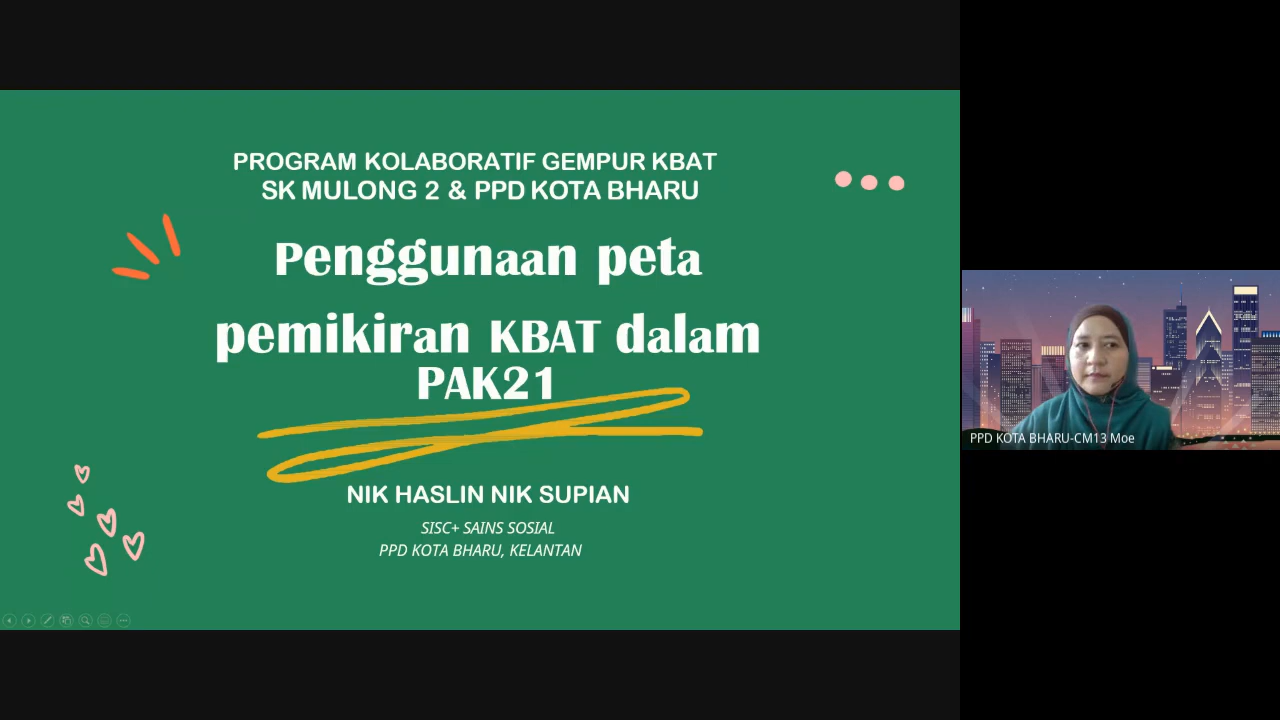 PROGRAM KOLABORATIF GEMPUR KBAT
SK MULONG 2 & PPD KOTA BHARU
Penggunaan peta
pemikiran KBAT dalam
PAK21
NIK HASLIN NIK SUPIAN
SISC+ SAINS SOSIAL
PPD KOTA BHARU, KELANTAN
PPD KOTA BHARU-CM13 Moe